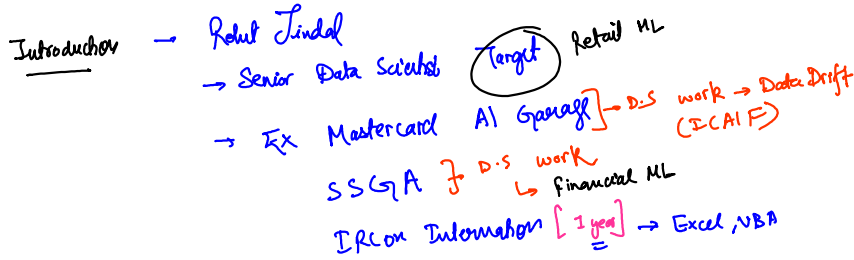 Introduction → Rohit Jindal
→ Senior Data Scientist Target Retail ML
→ Ex Mastercard AI Garage] → D.S work → Data Drift
(ICAIF)
SSGA } D.S work
↳ Financial ML
IRCon Internation [1 year] → Excel, VBA